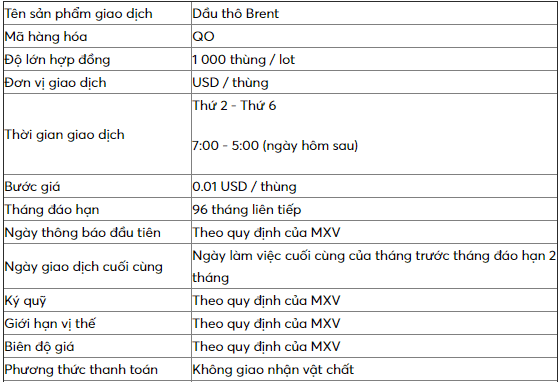 Tên sản phẩm giao dịch Dầu thô Brent
Mã hàng hóa QO
Độ lớn hợp đồng 1 000 thùng / lot
Đơn vị giao dịch USD / thùng
Thời gian giao dịch Thứ 2 - Thứ 6
7:00 - 5:00 (ngày hôm sau)
Bước giá 0.01 USD / thùng
Tháng đáo hạn 96 tháng liên tiếp
Ngày thông báo đầu tiên Theo quy định của MXV
Ngày giao dịch cuối cùng Ngày làm việc cuối cùng của tháng trước tháng đáo hạn 2
tháng
Ký quỹ Theo quy định của MXV
Giới hạn vị thế Theo quy định của MXV
Biên độ giá Theo quy định của MXV
Phương thức thanh toán Không giao nhận vật chất